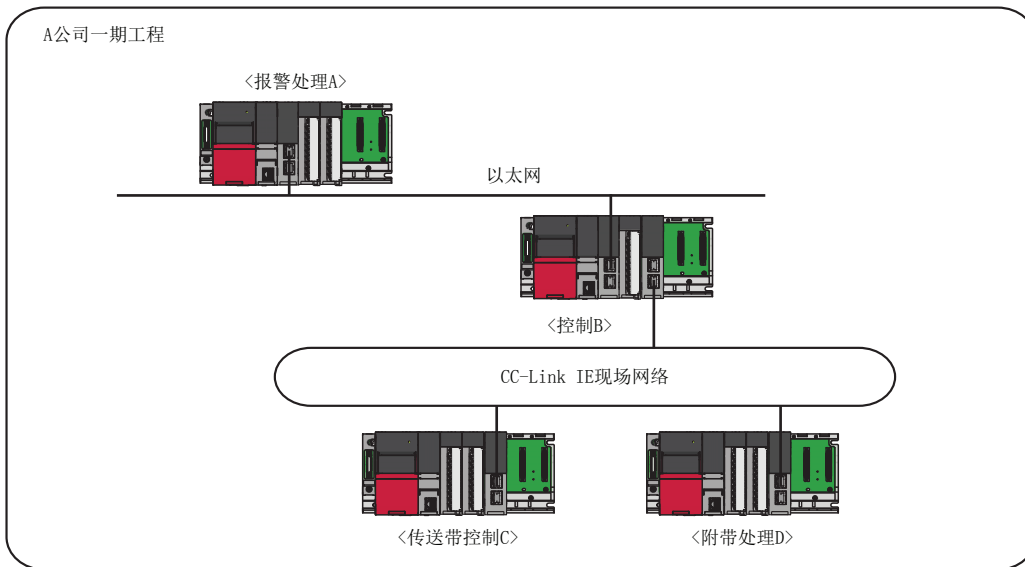 A公司一期工程
<报警处理A>
以太网
<控制B>
CC-Link IE现场网络
<传送带控制C>
<附带处理D>